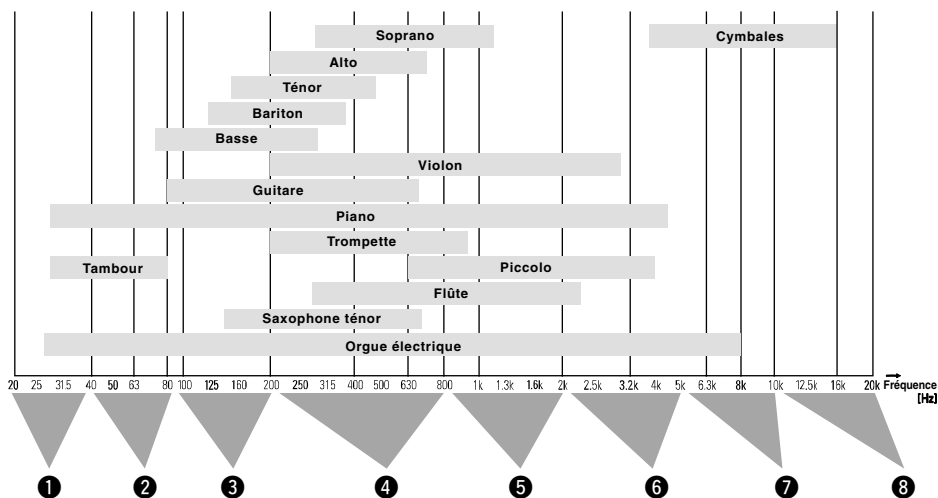 Soprano Cymbales
Alto
Ténor
Bariton
Basse
Violon
Guitare
Piano
Trompette
Tambour Piccolo
Flûte
Saxophone ténor
Orgue électrique
20 25 315 40 50 63 80 100 125 160 200 250 315 400 500 630 800 1k 1.3k 1.6k 2k 2.5k 3.2k 4k 5k 6.3k 8k 10k 12.5k 16k 20k Fréquence
[Hz]
❶ ❷ ❸ ❹ ❺ ❻ ❼ ❽